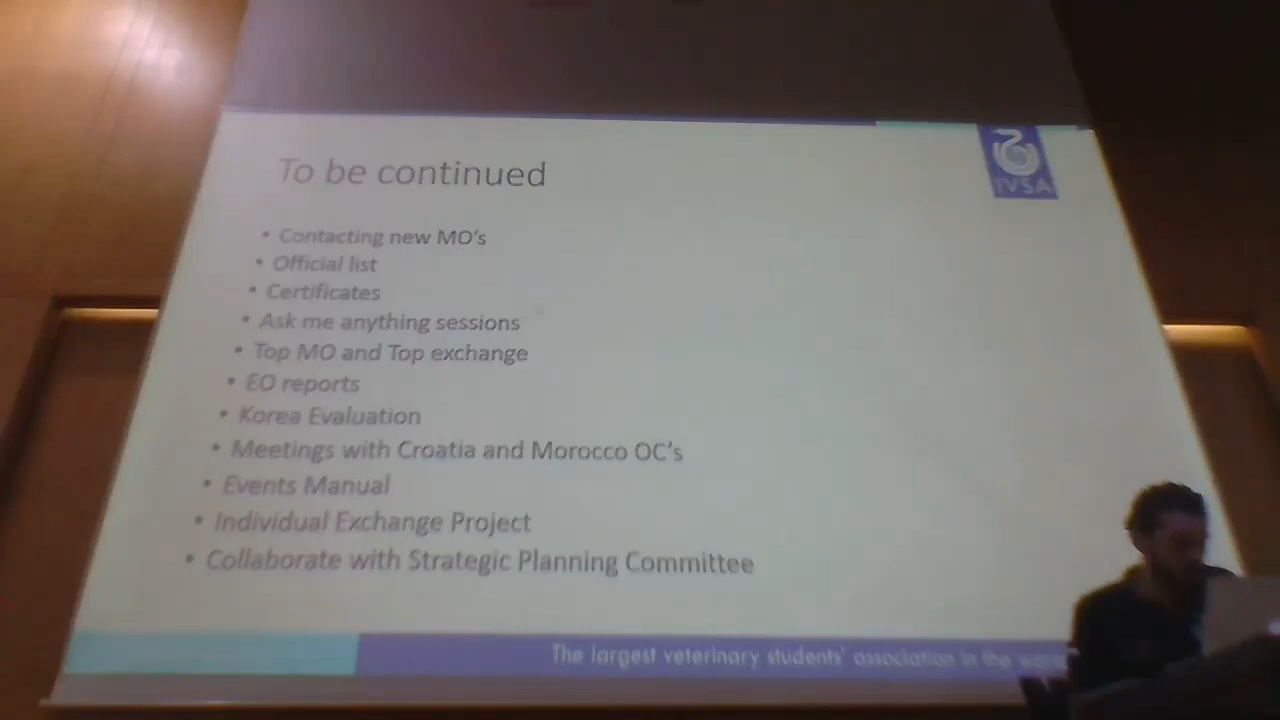 To be continued
IVSA
• Contacting new MO's
• Official list
• Certificates
• Ask me anything sessions
• Top MO and Top exchange
• EO reports
• Korea Evaluation
• Meetings with Croatia and Morocco OC's
• Events Manual
• Individual Exchange Project
• Collaborate with Strategic Planning Committee
The largest veterinary students' association in the